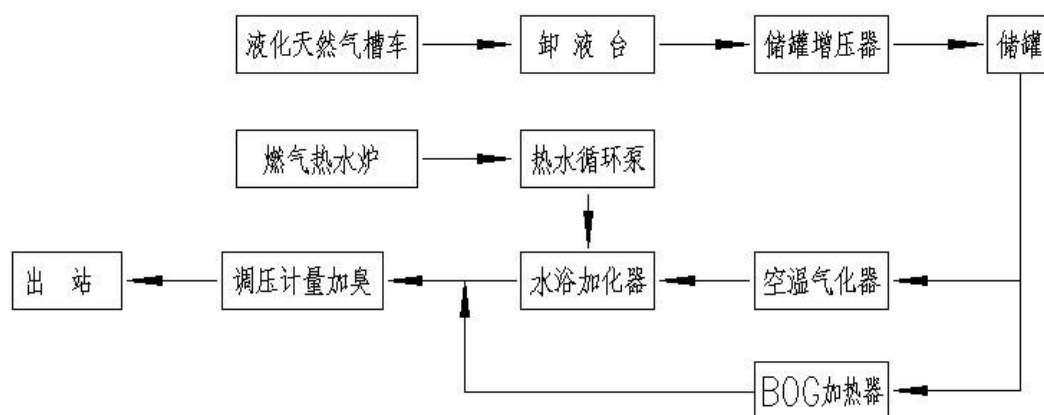 液化天然气槽车
卸液台
储罐增压器
储罐
燃气热水炉
热水循环泵
出站
调压计量加臭
水浴加化器
空温气化器
BOG加热器